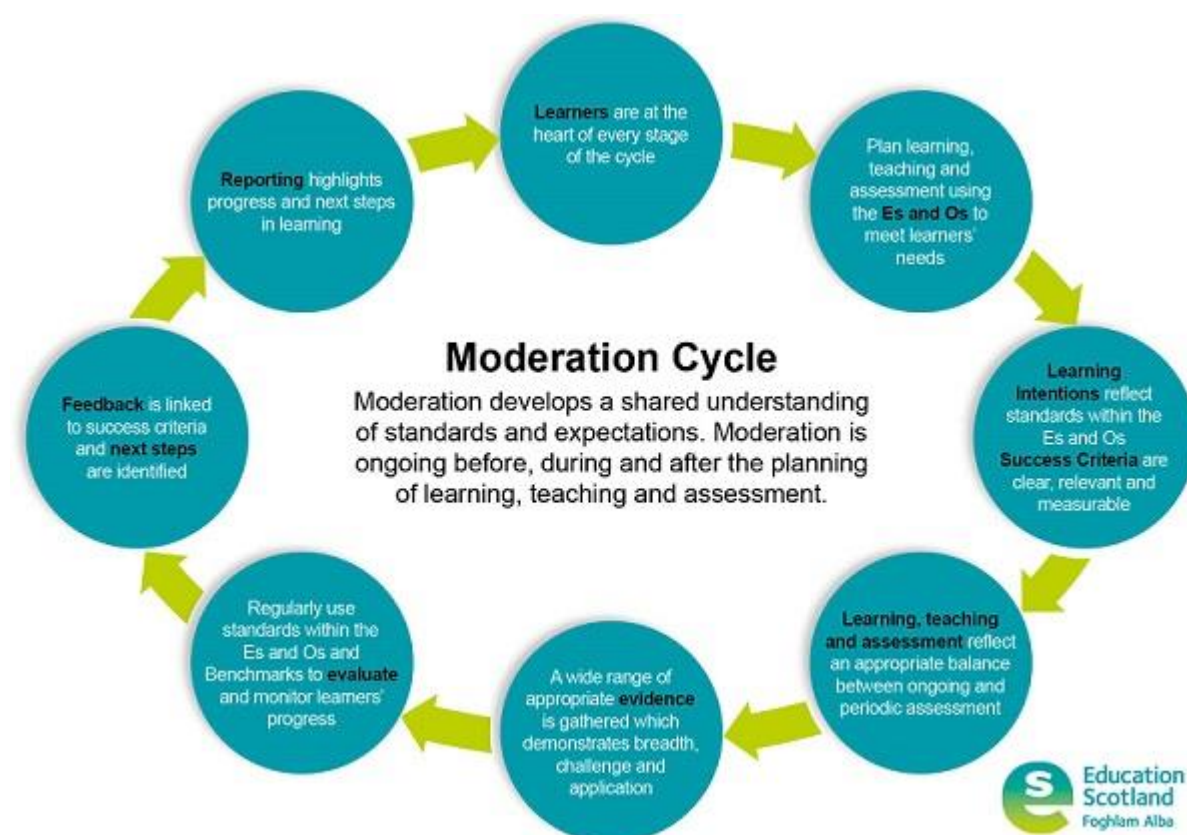 Learners are at the
heart of every stage
of the cycle
Plan learning,
teaching and
assessment using
the Es and Os to
meet learners'
needs
Learning
Intentions reflect
standards within the
Es and Os
Success Criteria are
clear, relevant and
measurable
Learning, teaching
and assessment reflect
an appropriate balance
between ongoing and
periodic assessment
A wide range of
appropriate evidence
is gathered which
demonstrates breadth,
challenge and
application
Regularly use
standards within the
Es and Os and
Benchmarks to evaluate
and monitor learners'
progress
Feedback is linked
to success criteria
and next steps
are identified
Reporting highlights
progress and next steps
in learning
Moderation Cycle
Moderation develops a shared understanding
of standards and expectations. Moderation is
ongoing before, during and after the planning
of learning, teaching and assessment.
Education
Scotland
Foghlam Alba